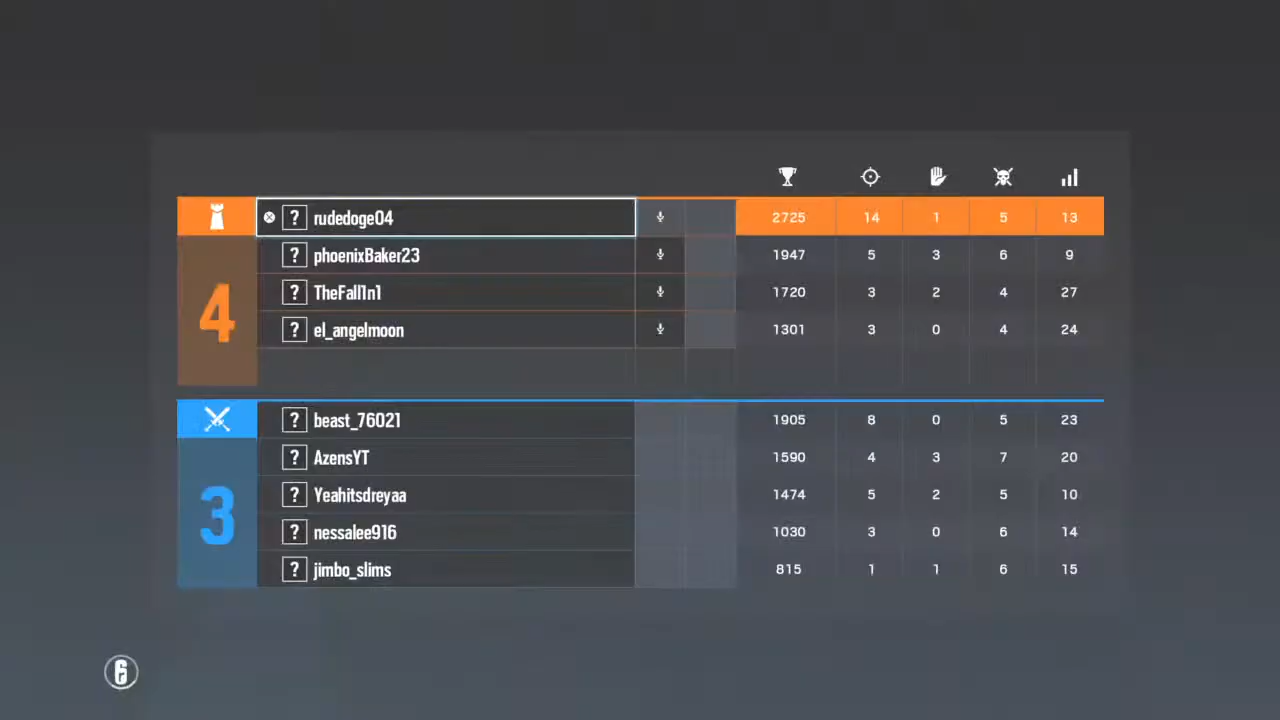 ? rudedoge04 2725 14 1 5 13
? phoenixBaker23 1947 5 3 6 9
4
? TheFall1n1 1720 3 2 4 27
? el_angelmoon 1301 3 0 4 24
? beast_76021 1905 8 0 5 23
? AzensYT 1590 4 3 7 20
3
? Yeahitsdreyaa 1474 5 2 5 10
? nessalee916 1030 3 0 6 14
? jimbo_slims 815 1 1 6 15
6